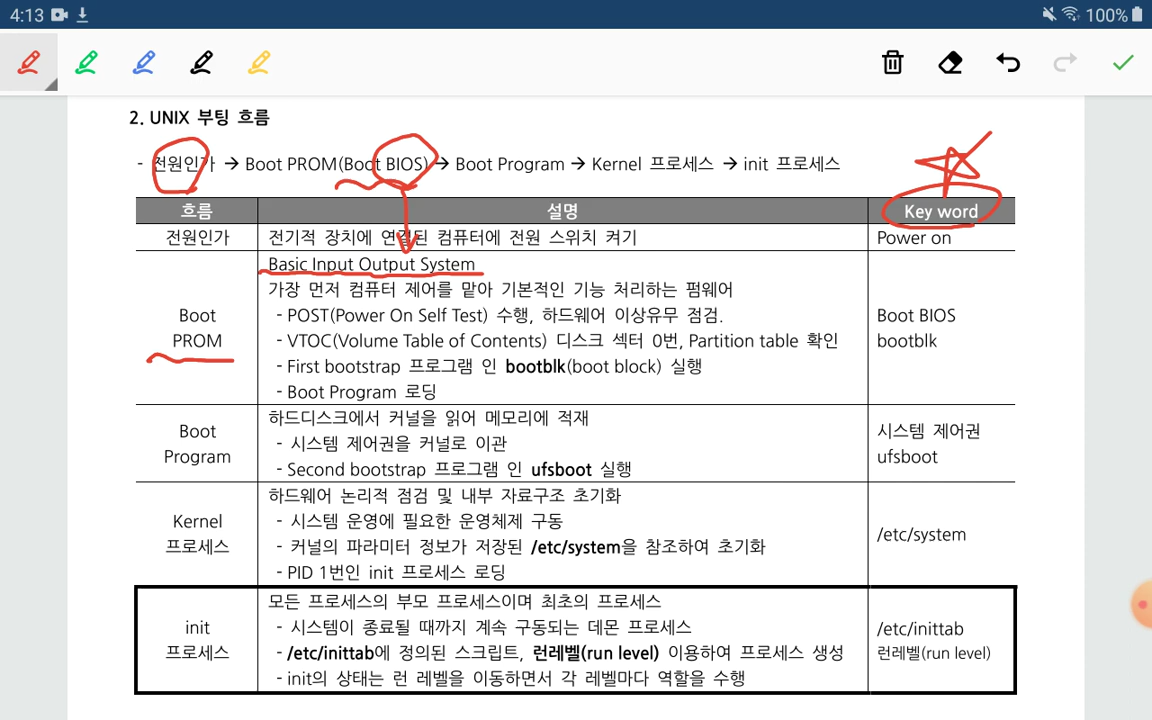 4:13
100%
2. UNIX 부팅 흐름
- 전원인가 → Boot PROM(Boot BIOS) → Boot Program → Kernel 프로세스 → init 프로세스
흐름 설명 Key word
전원인가 전기적 장치에 연결된 컴퓨터에 전원 스위치 켜기 Power on
Boot PROM
Basic Input Output System
가장 먼저 컴퓨터 제어를 맡아 기본적인 기능 처리하는 펌웨어
- POST(Power On Self Test) 수행, 하드웨어 이상유무 점검.
- VTOC(Volume Table of Contents) 디스크 섹터 0번, Partition table 확인
- First bootstrap 프로그램 인 bootblk(boot block) 실행
- Boot Program 로딩
Boot BIOS
bootblk
Boot
Program
하드디스크에서 커널을 읽어 메모리에 적재
- 시스템 제어권을 커널로 이관
- Second bootstrap 프로그램 인 ufsboot 실행
시스템 제어권
ufsboot
Kernel
프로세스
하드웨어 논리적 점검 및 내부 자료구조 초기화
- 시스템 운영에 필요한 운영체제 구동
- 커널의 파라미터 정보가 저장된 /etc/system을 참조하여 초기화
- PID 1번인 init 프로세스 로딩
/etc/system
init
프로세스
모든 프로세스의 부모 프로세스이며 최초의 프로세스
- 시스템이 종료될 때까지 계속 구동되는 데몬 프로세스
- /etc/inittab에 정의된 스크립트, 런레벨(run level) 이용하여 프로세스 생성
- init의 상태는 런 레벨을 이동하면서 각 레벨마다 역할을 수행
/etc/inittab
런레벨(run level)